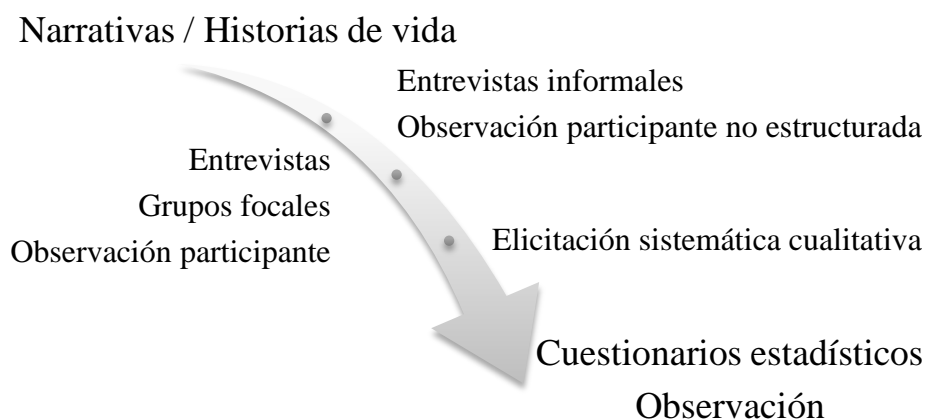 Narrativas / Historias de vida
Entrevistas informales
Observación participante no estructurada
Entrevistas
Grupos focales
Observación participante
Elicitación sistemática cualitativa
Cuestionarios estadísticos
Observación